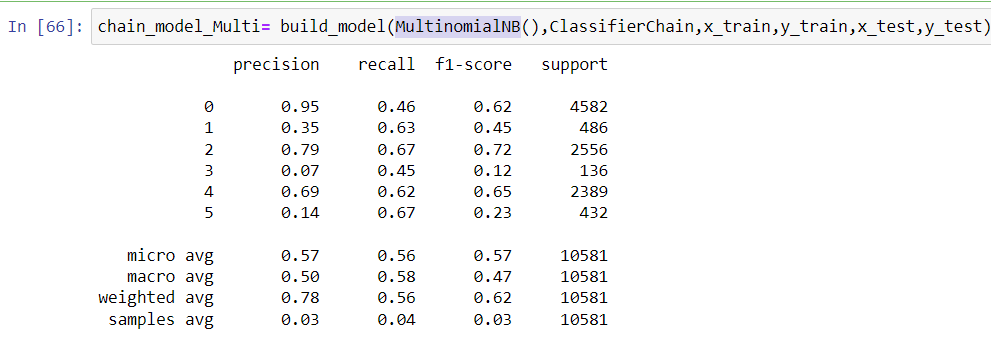 In [66]: chain_model_Multi= build_model(MultinomialNB(),ClassifierChain,x_train,y_train,x_test,y_test)
precision recall f1-score support
0 0.95 0.46 0.62 4582
1 0.35 0.63 0.45 486
2 0.79 0.67 0.72 2556
3 0.07 0.45 0.12 136
4 0.69 0.62 0.65 2389
5 0.14 0.67 0.23 432
micro avg 0.57 0.56 0.57 10581
macro avg 0.50 0.58 0.47 10581
weighted avg 0.78 0.56 0.62 10581
samples avg 0.03 0.04 0.03 10581